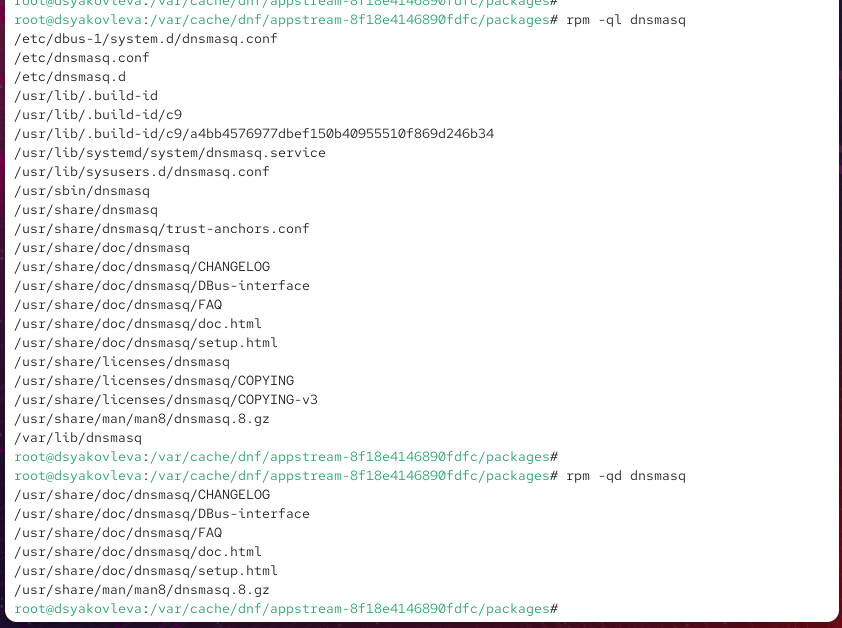 root@dsyakovleva:/var/cache/dnf/appstream-8f18e4146890fdfc/packages#
root@dsyakovleva:/var/cache/dnf/appstream-8f18e4146890fdfc/packages# rpm -ql dnsmasq
/etc/dbus-1/system.d/dnsmasq.conf
/etc/dnsmasq.conf
/etc/dnsmasq.d
/usr/lib/.build-id
/usr/lib/.build-id/c9
/usr/lib/.build-id/c9/a4bb4576977dbef150b40955510f869d246b34
/usr/lib/systemd/system/dnsmasq.service
/usr/lib/sysusers.d/dnsmasq.conf
/usr/sbin/dnsmasq
/usr/share/dnsmasq
/usr/share/dnsmasq/trust-anchors.conf
/usr/share/doc/dnsmasq
/usr/share/doc/dnsmasq/CHANGELOG
/usr/share/doc/dnsmasq/DBus-interface
/usr/share/doc/dnsmasq/FAQ
/usr/share/doc/dnsmasq/doc.html
/usr/share/doc/dnsmasq/setup.html
/usr/share/licenses/dnsmasq
/usr/share/licenses/dnsmasq/COPYING
/usr/share/licenses/dnsmasq/COPYING-v3
/usr/share/man/man8/dnsmasq.8.gz
/var/lib/dnsmasq
root@dsyakovleva:/var/cache/dnf/appstream-8f18e4146890fdfc/packages#
root@dsyakovleva:/var/cache/dnf/appstream-8f18e4146890fdfc/packages# rpm -qd dnsmasq
/usr/share/doc/dnsmasq/CHANGELOG
/usr/share/doc/dnsmasq/DBus-interface
/usr/share/doc/dnsmasq/FAQ
/usr/share/doc/dnsmasq/doc.html
/usr/share/doc/dnsmasq/setup.html
/usr/share/man/man8/dnsmasq.8.gz
root@dsyakovleva:/var/cache/dnf/appstream-8f18e4146890fdfc/packages#